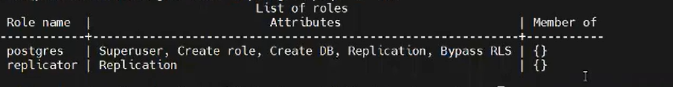 List of roles
Role name | Attributes | Member of
-----------+------------------------------------------------------------+-----------
postgres | Superuser, Create role, Create DB, Replication, Bypass RLS | {}
replicator | Replication | {}